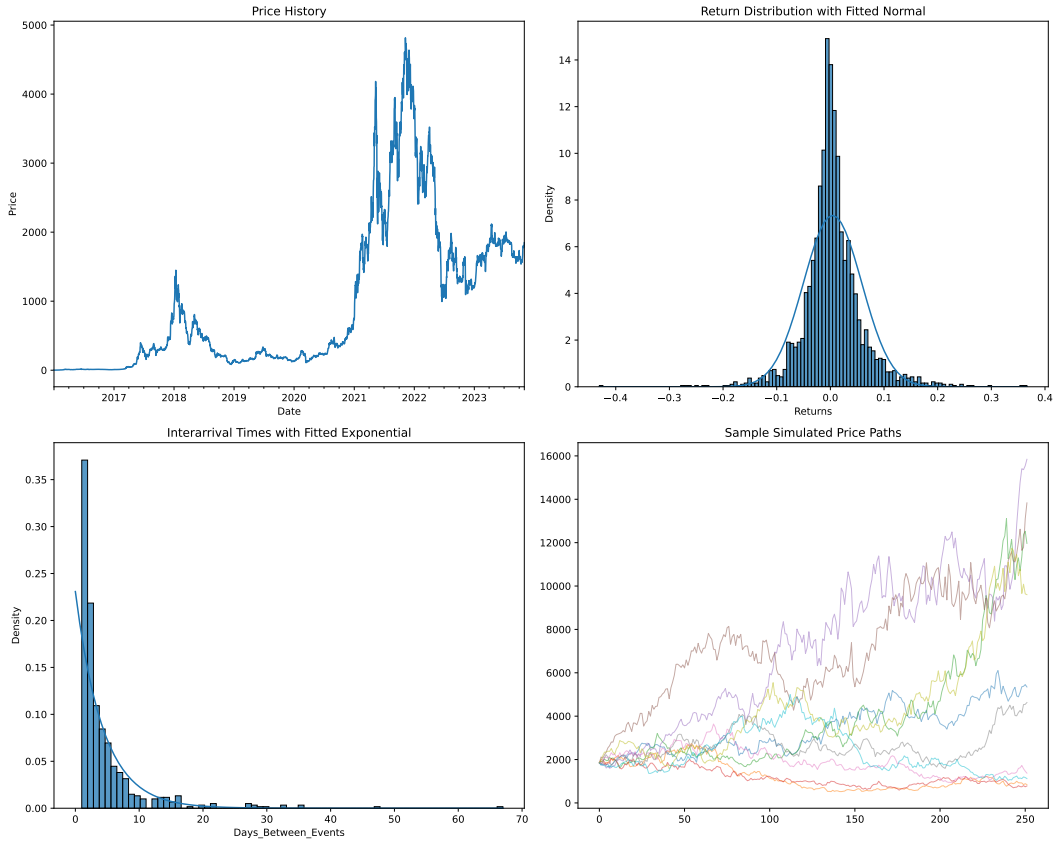 Price History
5000
4000
3000
2000
1000
0
Price
2017 2018 2019 2020 2021 2022 2023
Date
Return Distribution with Fitted Normal
14
12
10
8
6
4
2
0
Density
−0.4 −0.3 −0.2 −0.1 0.0 0.1 0.2 0.3 0.4
Returns
Interarrival Times with Fitted Exponential
0.35
0.30
0.25
0.20
0.15
0.10
0.05
0.00
Density
0 10 20 30 40 50 60 70
Days_Between_Events
Sample Simulated Price Paths
16000
14000
12000
10000
8000
6000
4000
2000
0
0 50 100 150 200 250